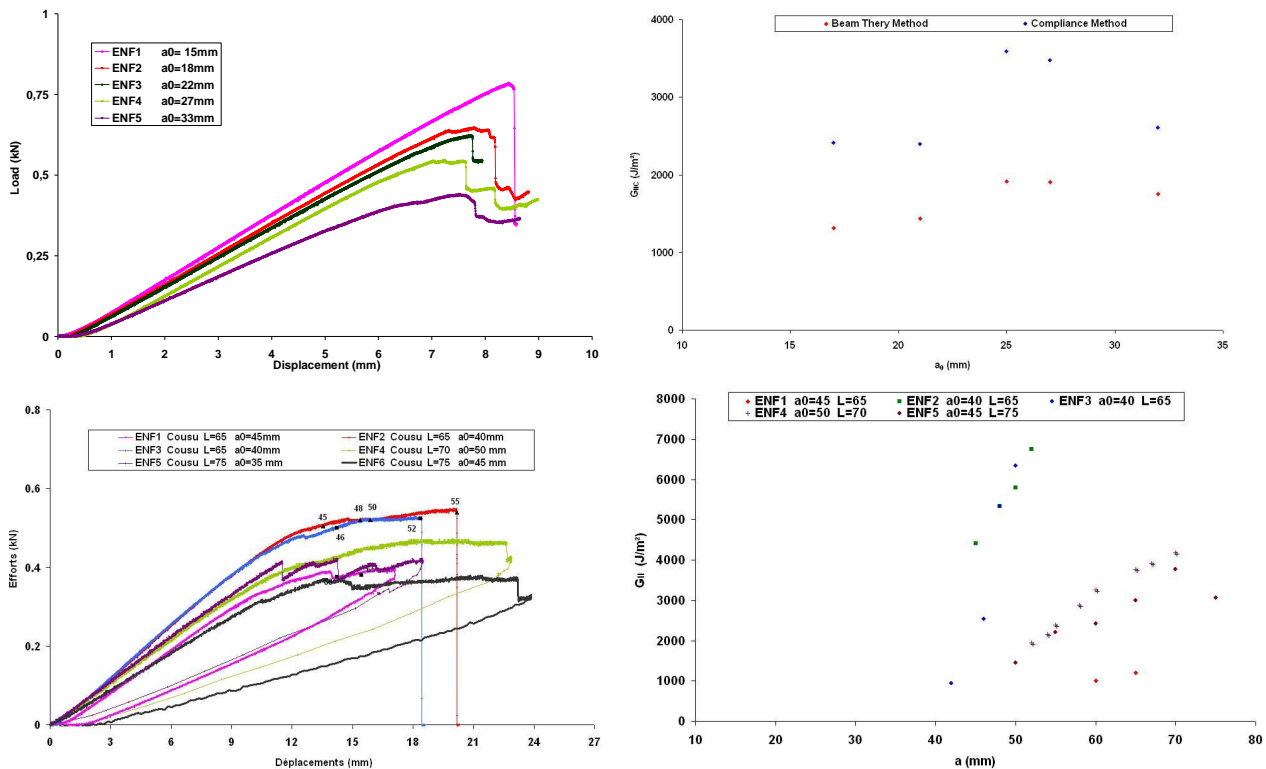 1
0,75
0,5
0,25
0
Load (kN)
ENF1 a0= 15mm
ENF2 a0=18mm
ENF3 a0=22mm
ENF4 a0=27mm
ENF5 a0=33mm
0 1 2 3 4 5 6 7 8 9 10
Displacement (mm)
Beam Thery Method Compliance Method
4000
3000
2000
1000
0
(J/m²)
10 15 20 25 30 35
a₀ (mm)
0.8
0.6
0.4
0.2
0
Efforts (kN)
ENF1 Cousu L=65 a0=45mm ENF2 Cousu L=65 a0=40mm
ENF3 Cousu L=65 a0=40mm ENF4 Cousu L=70 a0=50 mm
ENF5 Cousu L=75 a0=35 mm ENF6 Cousu L=75 a0=45 mm
45 48 50 55
46 52
0 3 6 9 12 15 18 21 24 27
Déplacements (mm)
ENF1 a0=45 L=65 ENF2 a0=40 L=65 ENF3 a0=40 L=65
ENF4 a0=50 L=70 ENF5 a0=45 L=75
8000
7000
6000
5000
4000
3000
2000
1000
0
GII (J/m²)
40 50 60 70 80
a (mm)